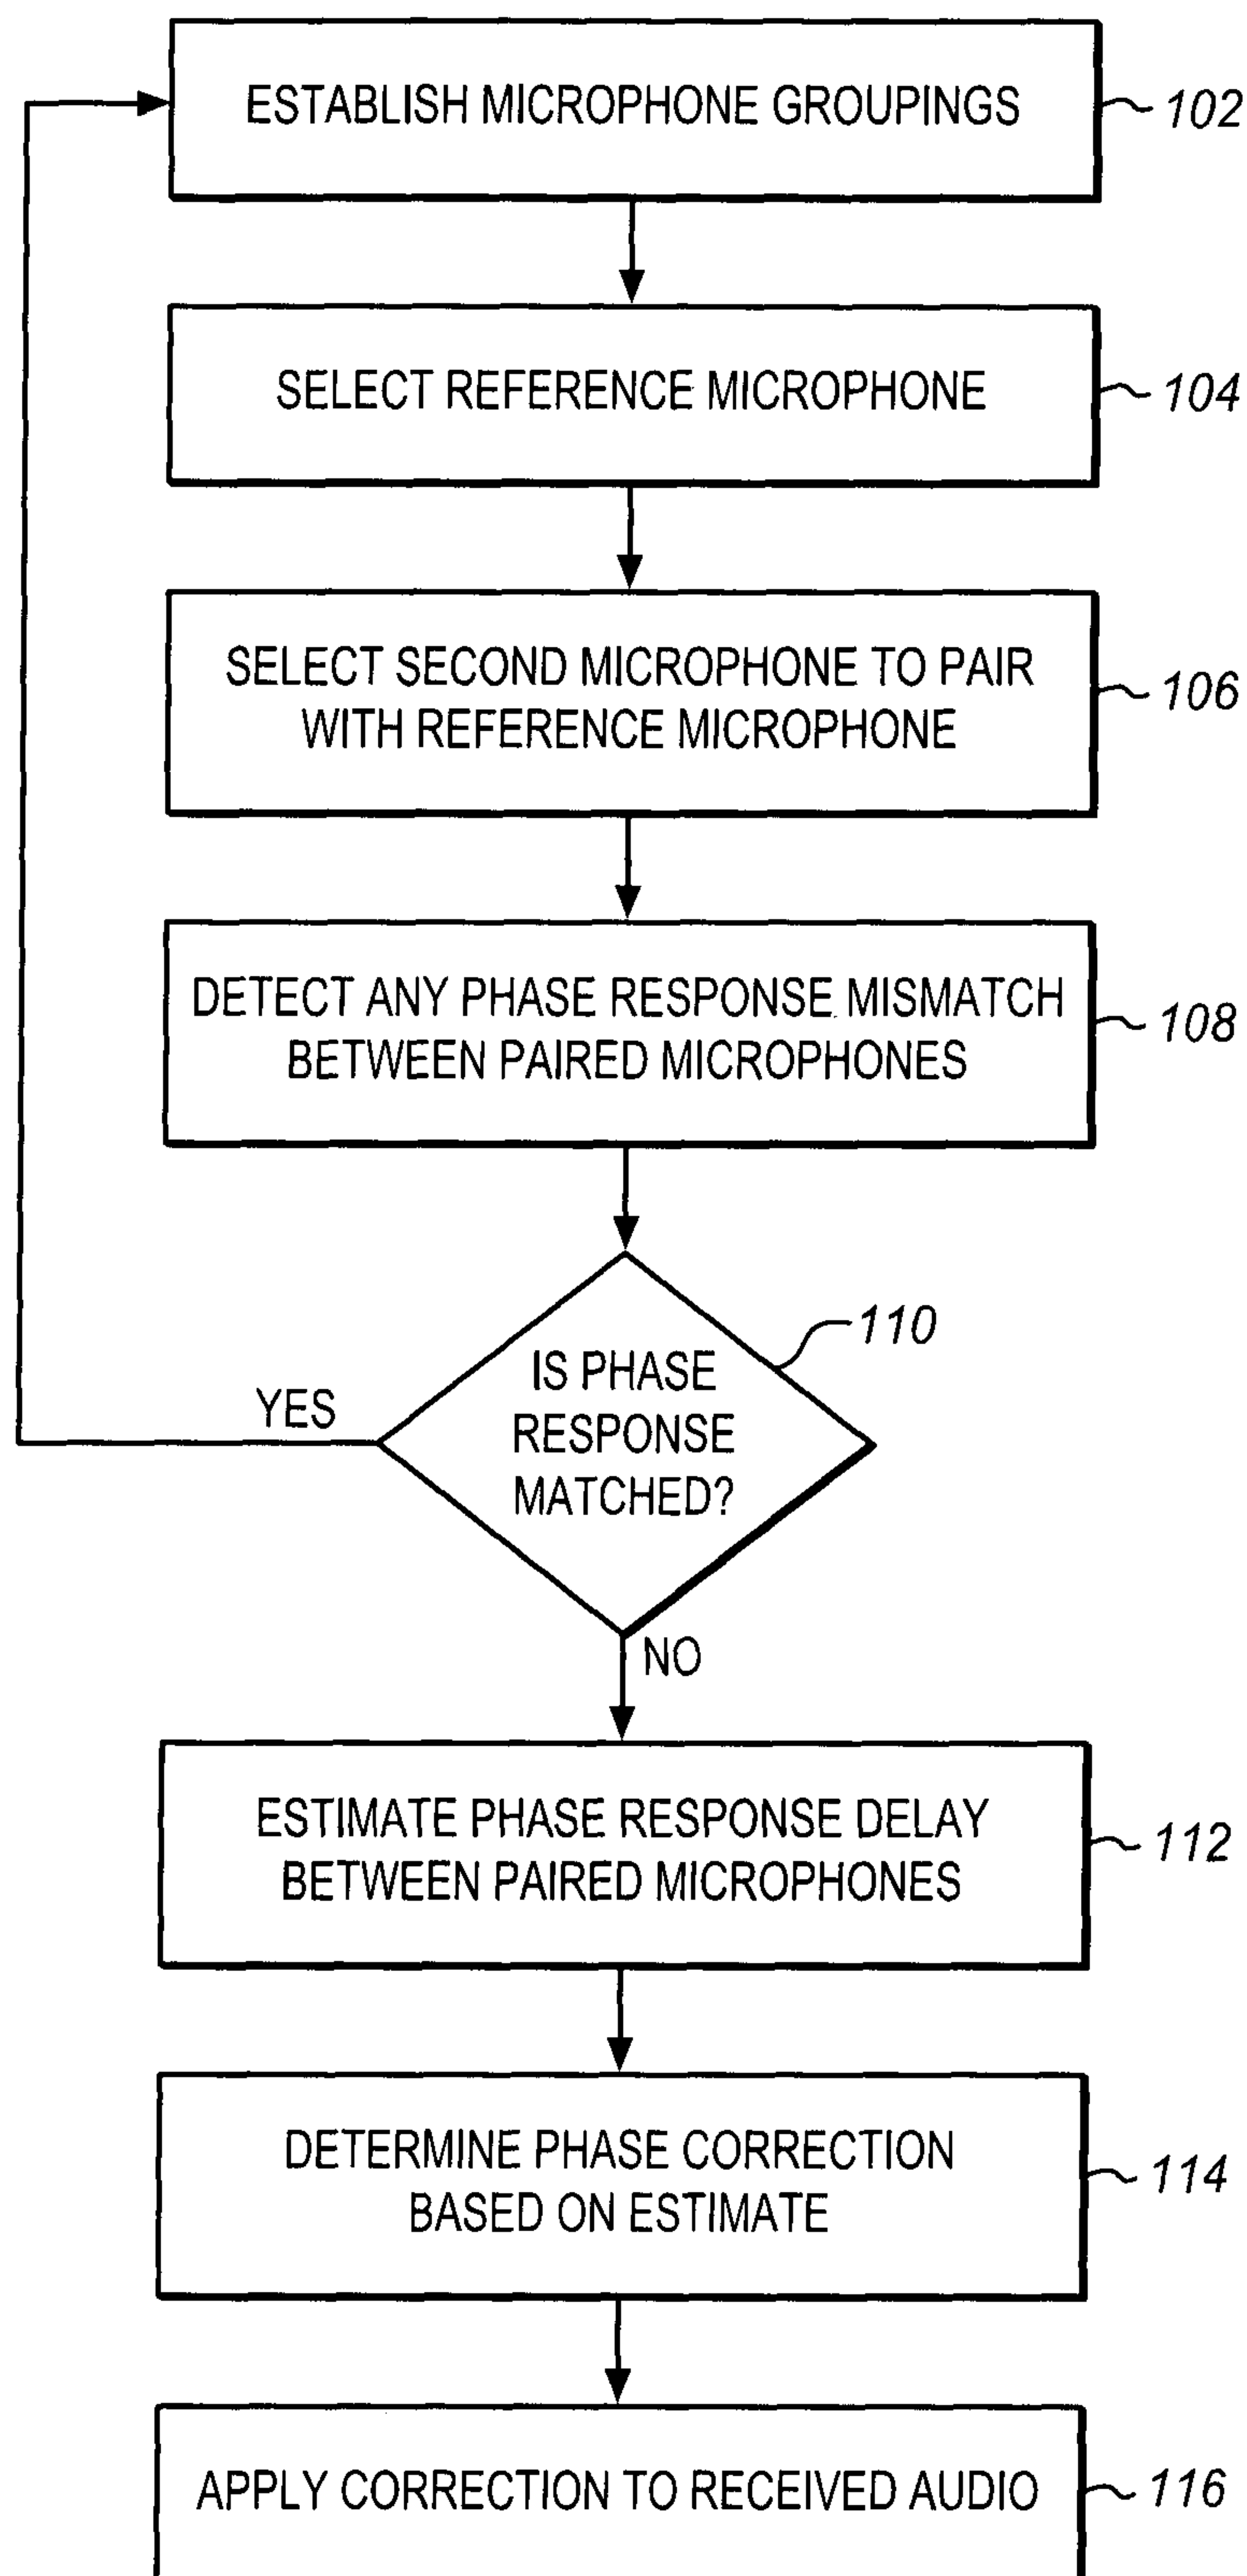 ESTABLISH MICROPHONE GROUPINGS
102
SELECT REFERENCE MICROPHONE
104
SELECT SECOND MICROPHONE TO PAIR
WITH REFERENCE MICROPHONE
106
DETECT ANY PHASE RESPONSE MISMATCH
BETWEEN PAIRED MICROPHONES
108
110
IS PHASE
RESPONSE
MATCHED?
YES
NO
ESTIMATE PHASE RESPONSE DELAY
BETWEEN PAIRED MICROPHONES
112
DETERMINE PHASE CORRECTION
BASED ON ESTIMATE
114
APPLY CORRECTION TO RECEIVED AUDIO
116